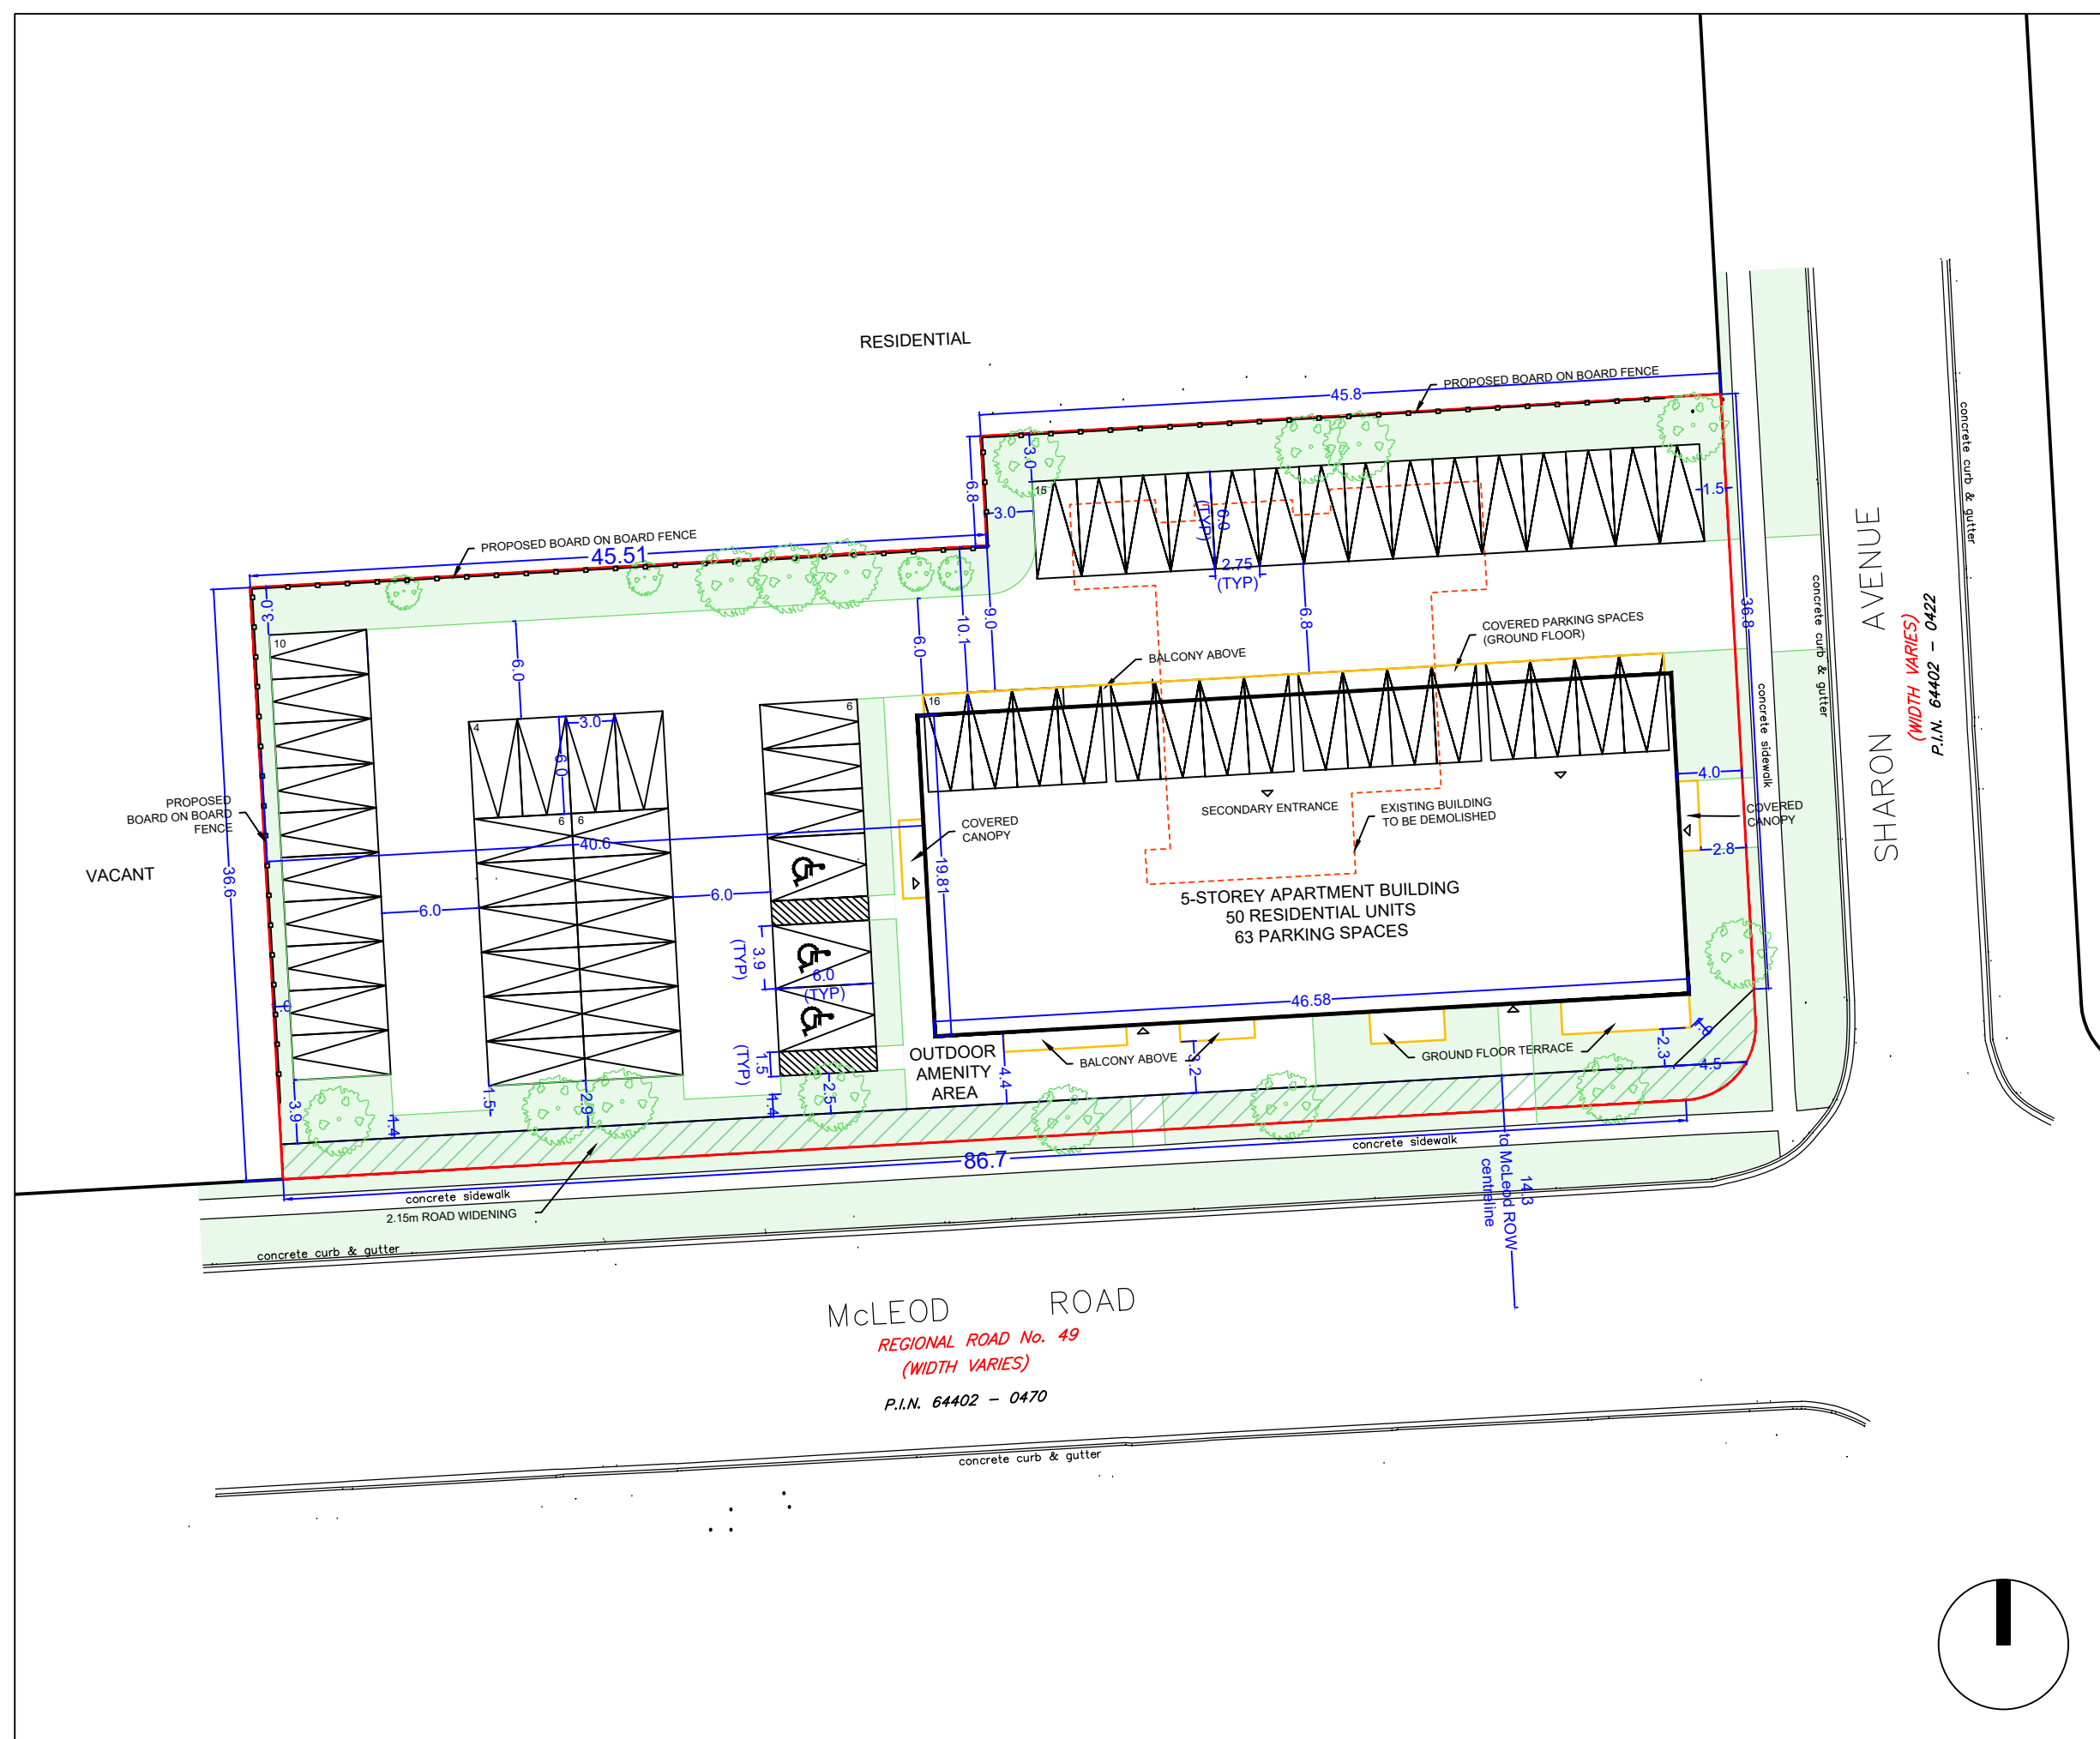 RESIDENTIAL
PROPOSED BOARD ON BOARD FENCE
45.8
PROPOSED BOARD ON BOARD FENCE
45.51
6.8
3.0
3.0
15
1.5
6.0
(TYP)
2.75
(TYP)
3.0
10
6.0
6.0
10.1
9.0
6.8
36.8
COVERED PARKING SPACES
(GROUND FLOOR)
BALCONY ABOVE
4
3.0
6.0
6
16
6 6
PROPOSED
BOARD ON BOARD
FENCE
VACANT
36.6
40.6
6.0
6.0
COVERED
CANOPY
19.81
SECONDARY ENTRANCE
EXISTING BUILDING
TO BE DEMOLISHED
4.0
COVERED
CANOPY
2.8
5-STOREY APARTMENT BUILDING
50 RESIDENTIAL UNITS
63 PARKING SPACES
3.9
(TYP)
6.0
(TYP)
46.58
.6
1.5
(TYP)
OUTDOOR
AMENITY
AREA
BALCONY ABOVE
GROUND FLOOR TERRACE
4.4
3.2
2.3
1.8
4.5
3.9
1.4
1.5
2.9
1.4
2.5
86.7
concrete sidewalk
concrete sidewalk
2.15m ROAD WIDENING
concrete curb & gutter
14.3
to McLeod ROW
centreline
McLEOD ROAD
REGIONAL ROAD No. 49
(WIDTH VARIES)
P.I.N. 64402 – 0470
concrete curb & gutter
concrete sidewalk
concrete curb & gutter
SHARON AVENUE
(WIDTH VARIES)
P.I.N. 64402 – 0422
concrete curb & gutter